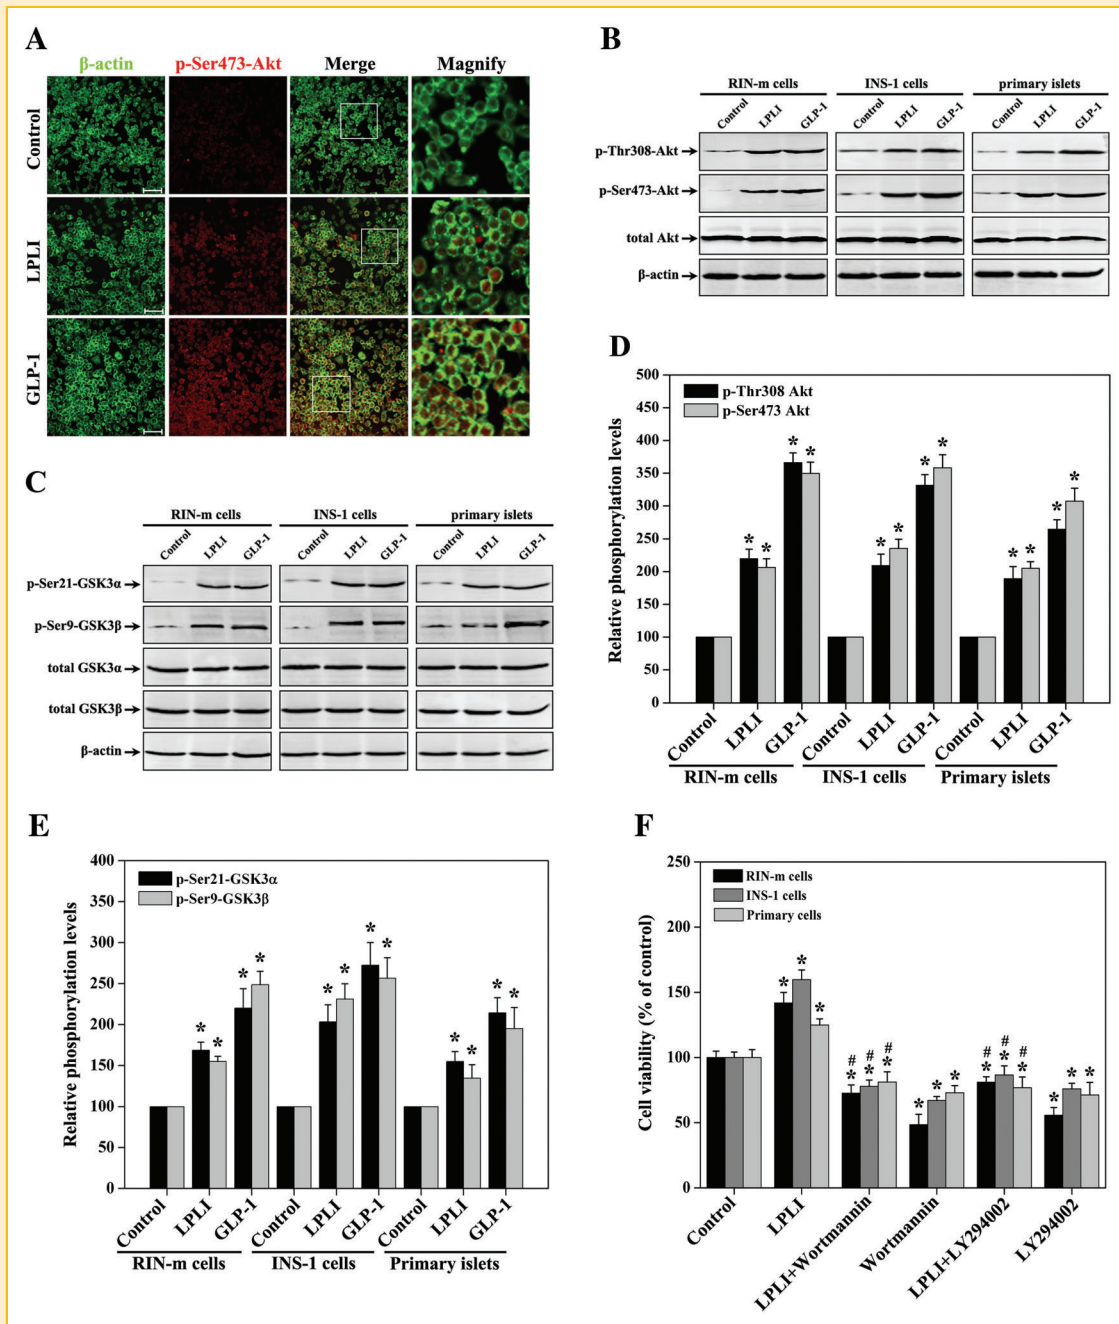 A
β-actin p-Ser473-Akt Merge Magnify
Control
LPLI
GLP-1
B
RIN-m cells INS-1 cells primary islets
Control LPLI GLP-1 Control LPLI GLP-1 Control LPLI GLP-1
p-Thr308-Akt
p-Ser473-Akt
total Akt
β-actin
C
RIN-m cells INS-1 cells primary islets
Control LPLI GLP-1 Control LPLI GLP-1 Control LPLI GLP-1
p-Ser21-GSK3α
p-Ser9-GSK3β
total GSK3α
total GSK3β
β-actin
D
Relative phosphorylation levels
500
450
400
350
300
250
200
150
100
50
0
p-Thr308 Akt
p-Ser473 Akt
* * * * * * * * * * * *
Control LPLI GLP-1 Control LPLI GLP-1 Control LPLI GLP-1
RIN-m cells INS-1 cells Primary islets
E
Relative phosphorylation levels
400
350
300
250
200
150
100
50
0
p-Ser21-GSK3α
p-Ser9-GSK3β
* * * * * * * * * * * *
Control LPLI GLP-1 Control LPLI GLP-1 Control LPLI GLP-1
RIN-m cells INS-1 cells Primary islets
F
Cell viability (% of control)
250
200
150
100
50
0
RIN-m cells
INS-1 cells
Primary cells
* * *
# # # # # #
* * * * * * * * * * * *
Control LPLI LPLI+Wortmannin Wortmannin LPLI+LY294002 LY294002